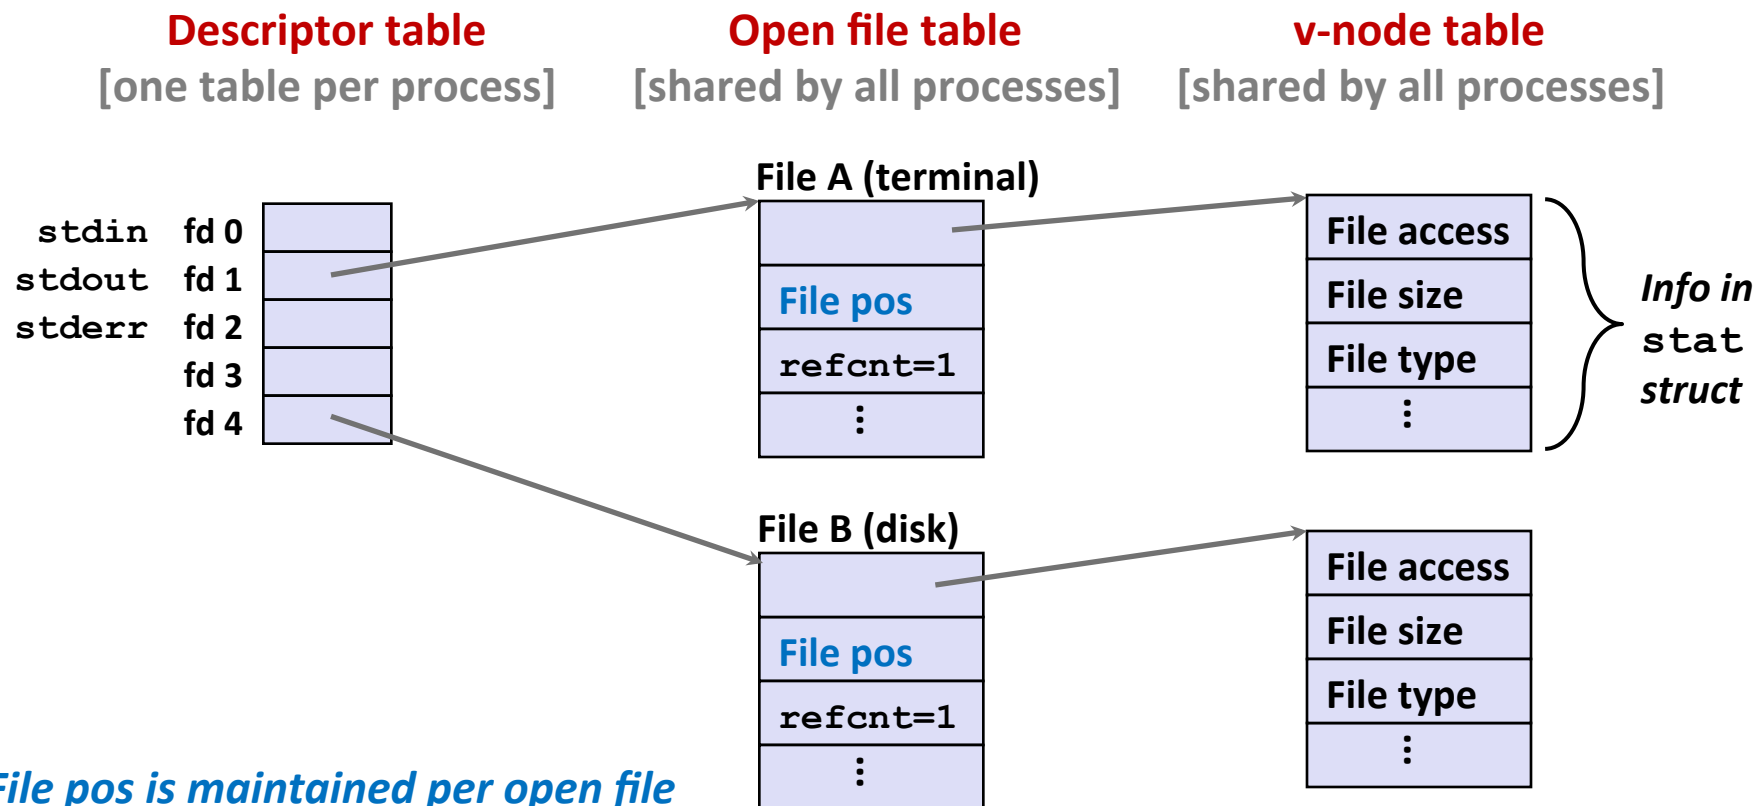 Descriptor table
[one table per process]
Open file table
[shared by all processes]
v-node table
[shared by all processes]
stdin fd 0
stdout fd 1
stderr fd 2
fd 3
fd 4
File A (terminal)
File pos
refcnt=1
⋮
File access
File size
File type
⋮
Info in
stat
struct
File B (disk)
File pos
refcnt=1
⋮
File access
File size
File type
⋮
File pos is maintained per open file